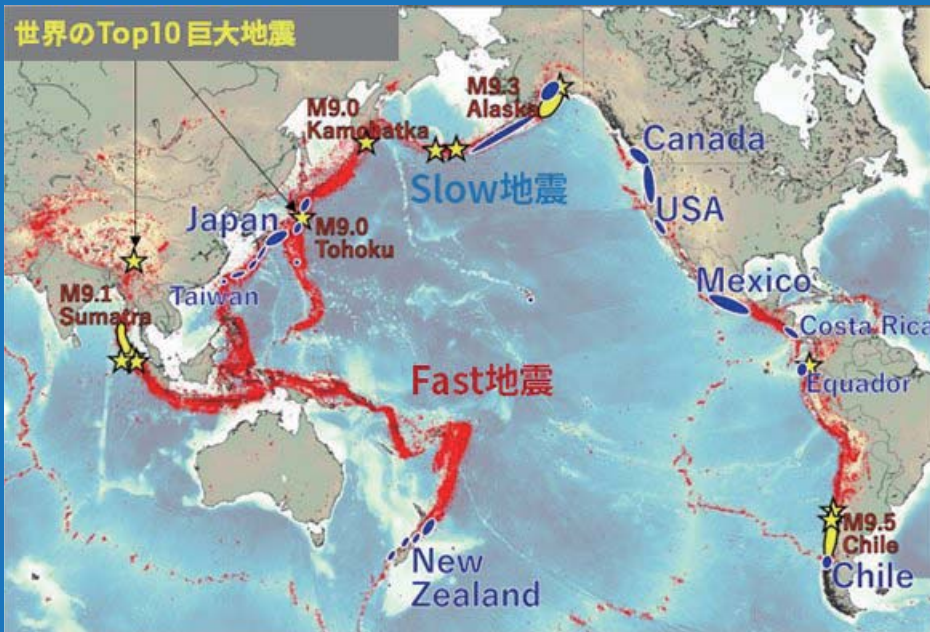 世界のTop10 巨大地震
M9.3
Alaska
M9.0
Kamchatka
Canada
Slow地震
USA
Japan
M9.0
Tohoku
Mexico
M9.1
Sumatra
Taiwan
Costa Rica
Fast地震
Equador
M9.5
Chile
Chile
New
Zealand